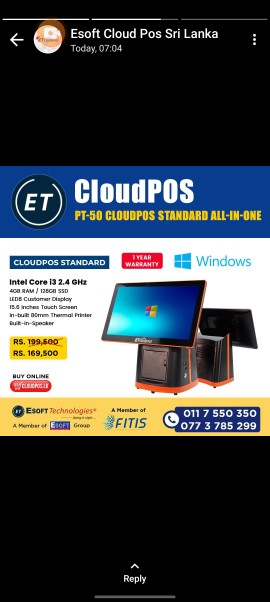 Esoft Cloud Pos Sri Lanka
Today, 07:04
ET
CloudPOS
PT-50 CLOUDPOS STANDARD ALL-IN-ONE
CLOUDPOS STANDARD
1 YEAR
WARRANTY
Windows
Intel Core i3 2.4 GHz
4GB RAM / 128GB SSD
LED8 Customer Display
15.6 Inches Touch Screen
In-built 80mm Thermal Printer
Built-in-Speaker
RS. 199,500
RS. 169,500
BUY ONLINE
CLOUDPOS.LK
ET ESOFT Technologies
A Member of ESOFT Group
A Member of
FITIS
011 7 550 350
077 3 785 299
Reply